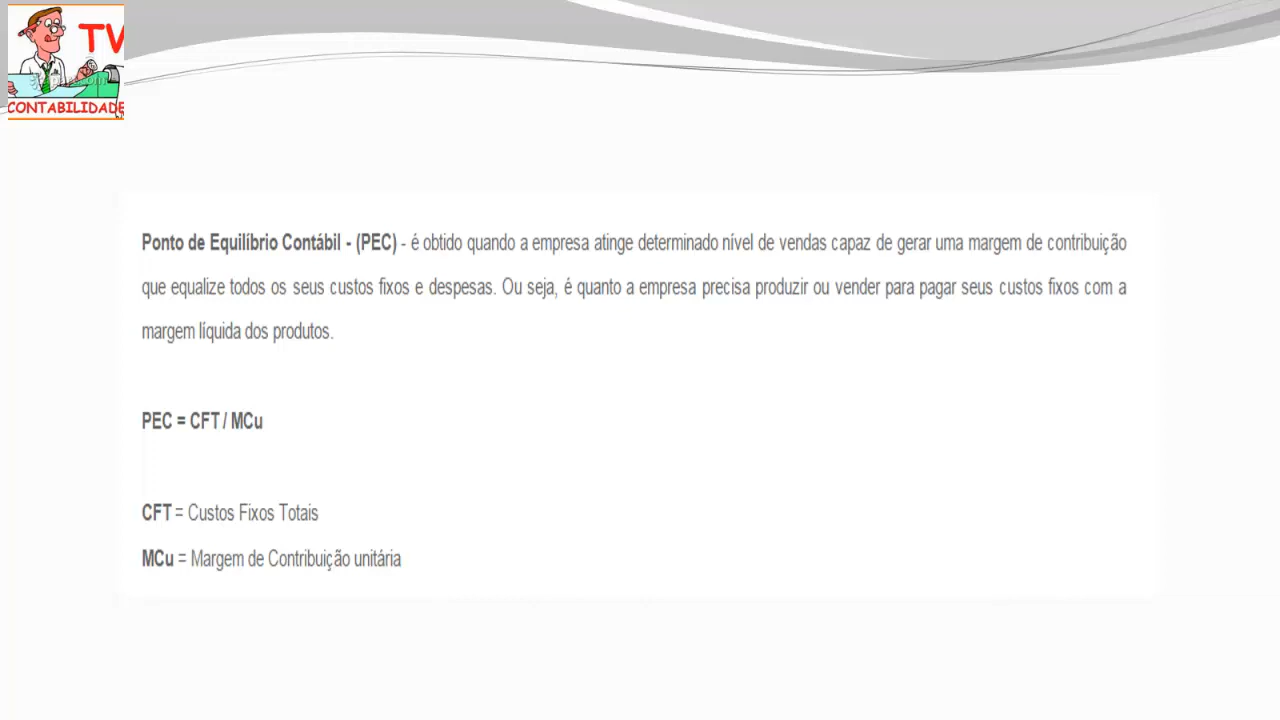 TV
CONTABILIDADE
Ponto de Equilíbrio Contábil - (PEC) - é obtido quando a empresa atinge determinado nível de vendas capaz de gerar uma margem de contribuição
que equalize todos os seus custos fixos e despesas. Ou seja, é quanto a empresa precisa produzir ou vender para pagar seus custos fixos com a
margem líquida dos produtos.
PEC = CFT / MCu
CFT = Custos Fixos Totais
MCu = Margem de Contribuição unitária